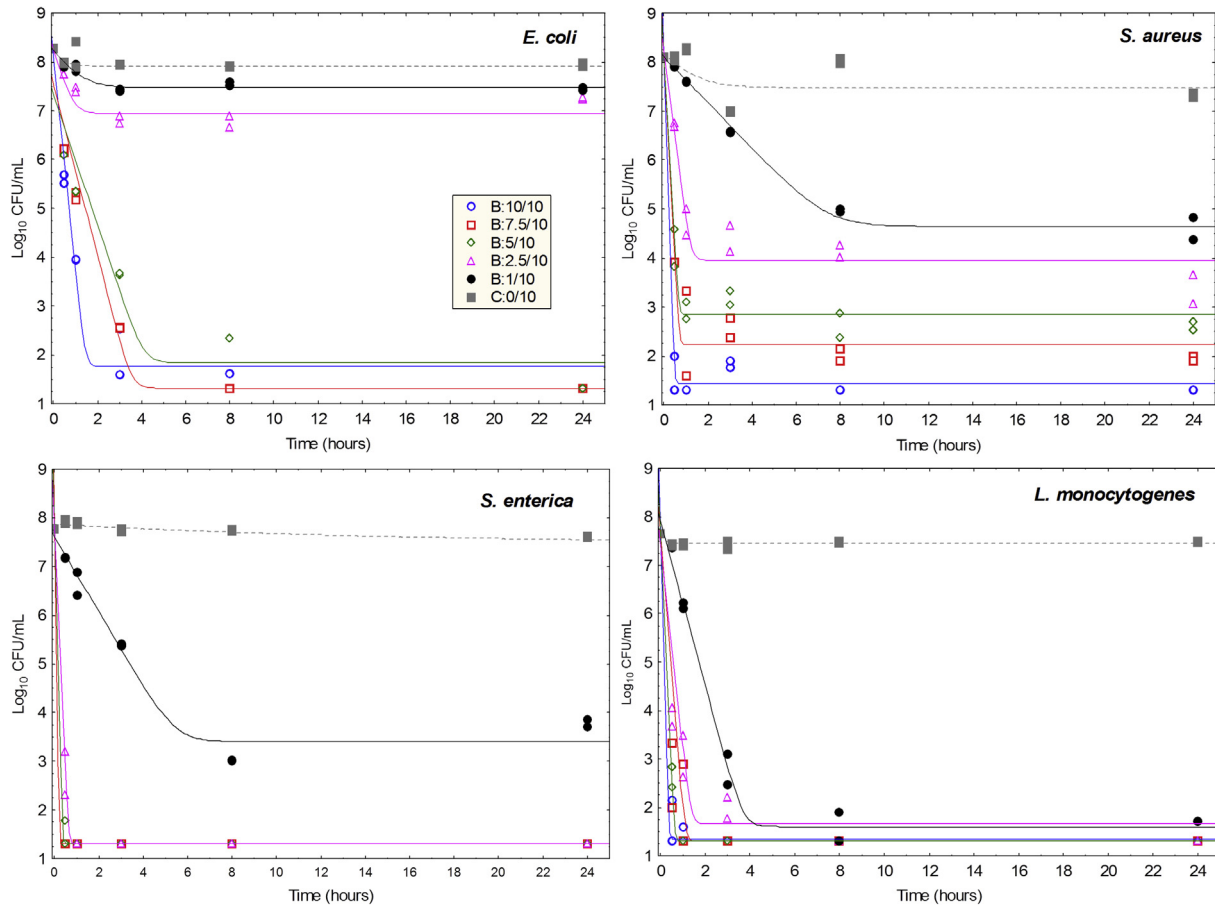 E. coli
Log10 CFU/mL
9
8
7
6
5
4
3
2
1
B:10/10
B:7.5/10
B:5/10
B:2.5/10
B:1/10
C:0/10
0 2 4 6 8 10 12 14 16 18 20 22 24
Time (hours)
S. aureus
Log10 CFU/mL
9
8
7
6
5
4
3
2
1
0 2 4 6 8 10 12 14 16 18 20 22 24
Time (hours)
S. enterica
Log10 CFU/mL
9
8
7
6
5
4
3
2
1
0 2 4 6 8 10 12 14 16 18 20 22 24
Time (hours)
L. monocytogenes
Log10 CFU/mL
9
8
7
6
5
4
3
2
1
0 2 4 6 8 10 12 14 16 18 20 22 24
Time (hours)